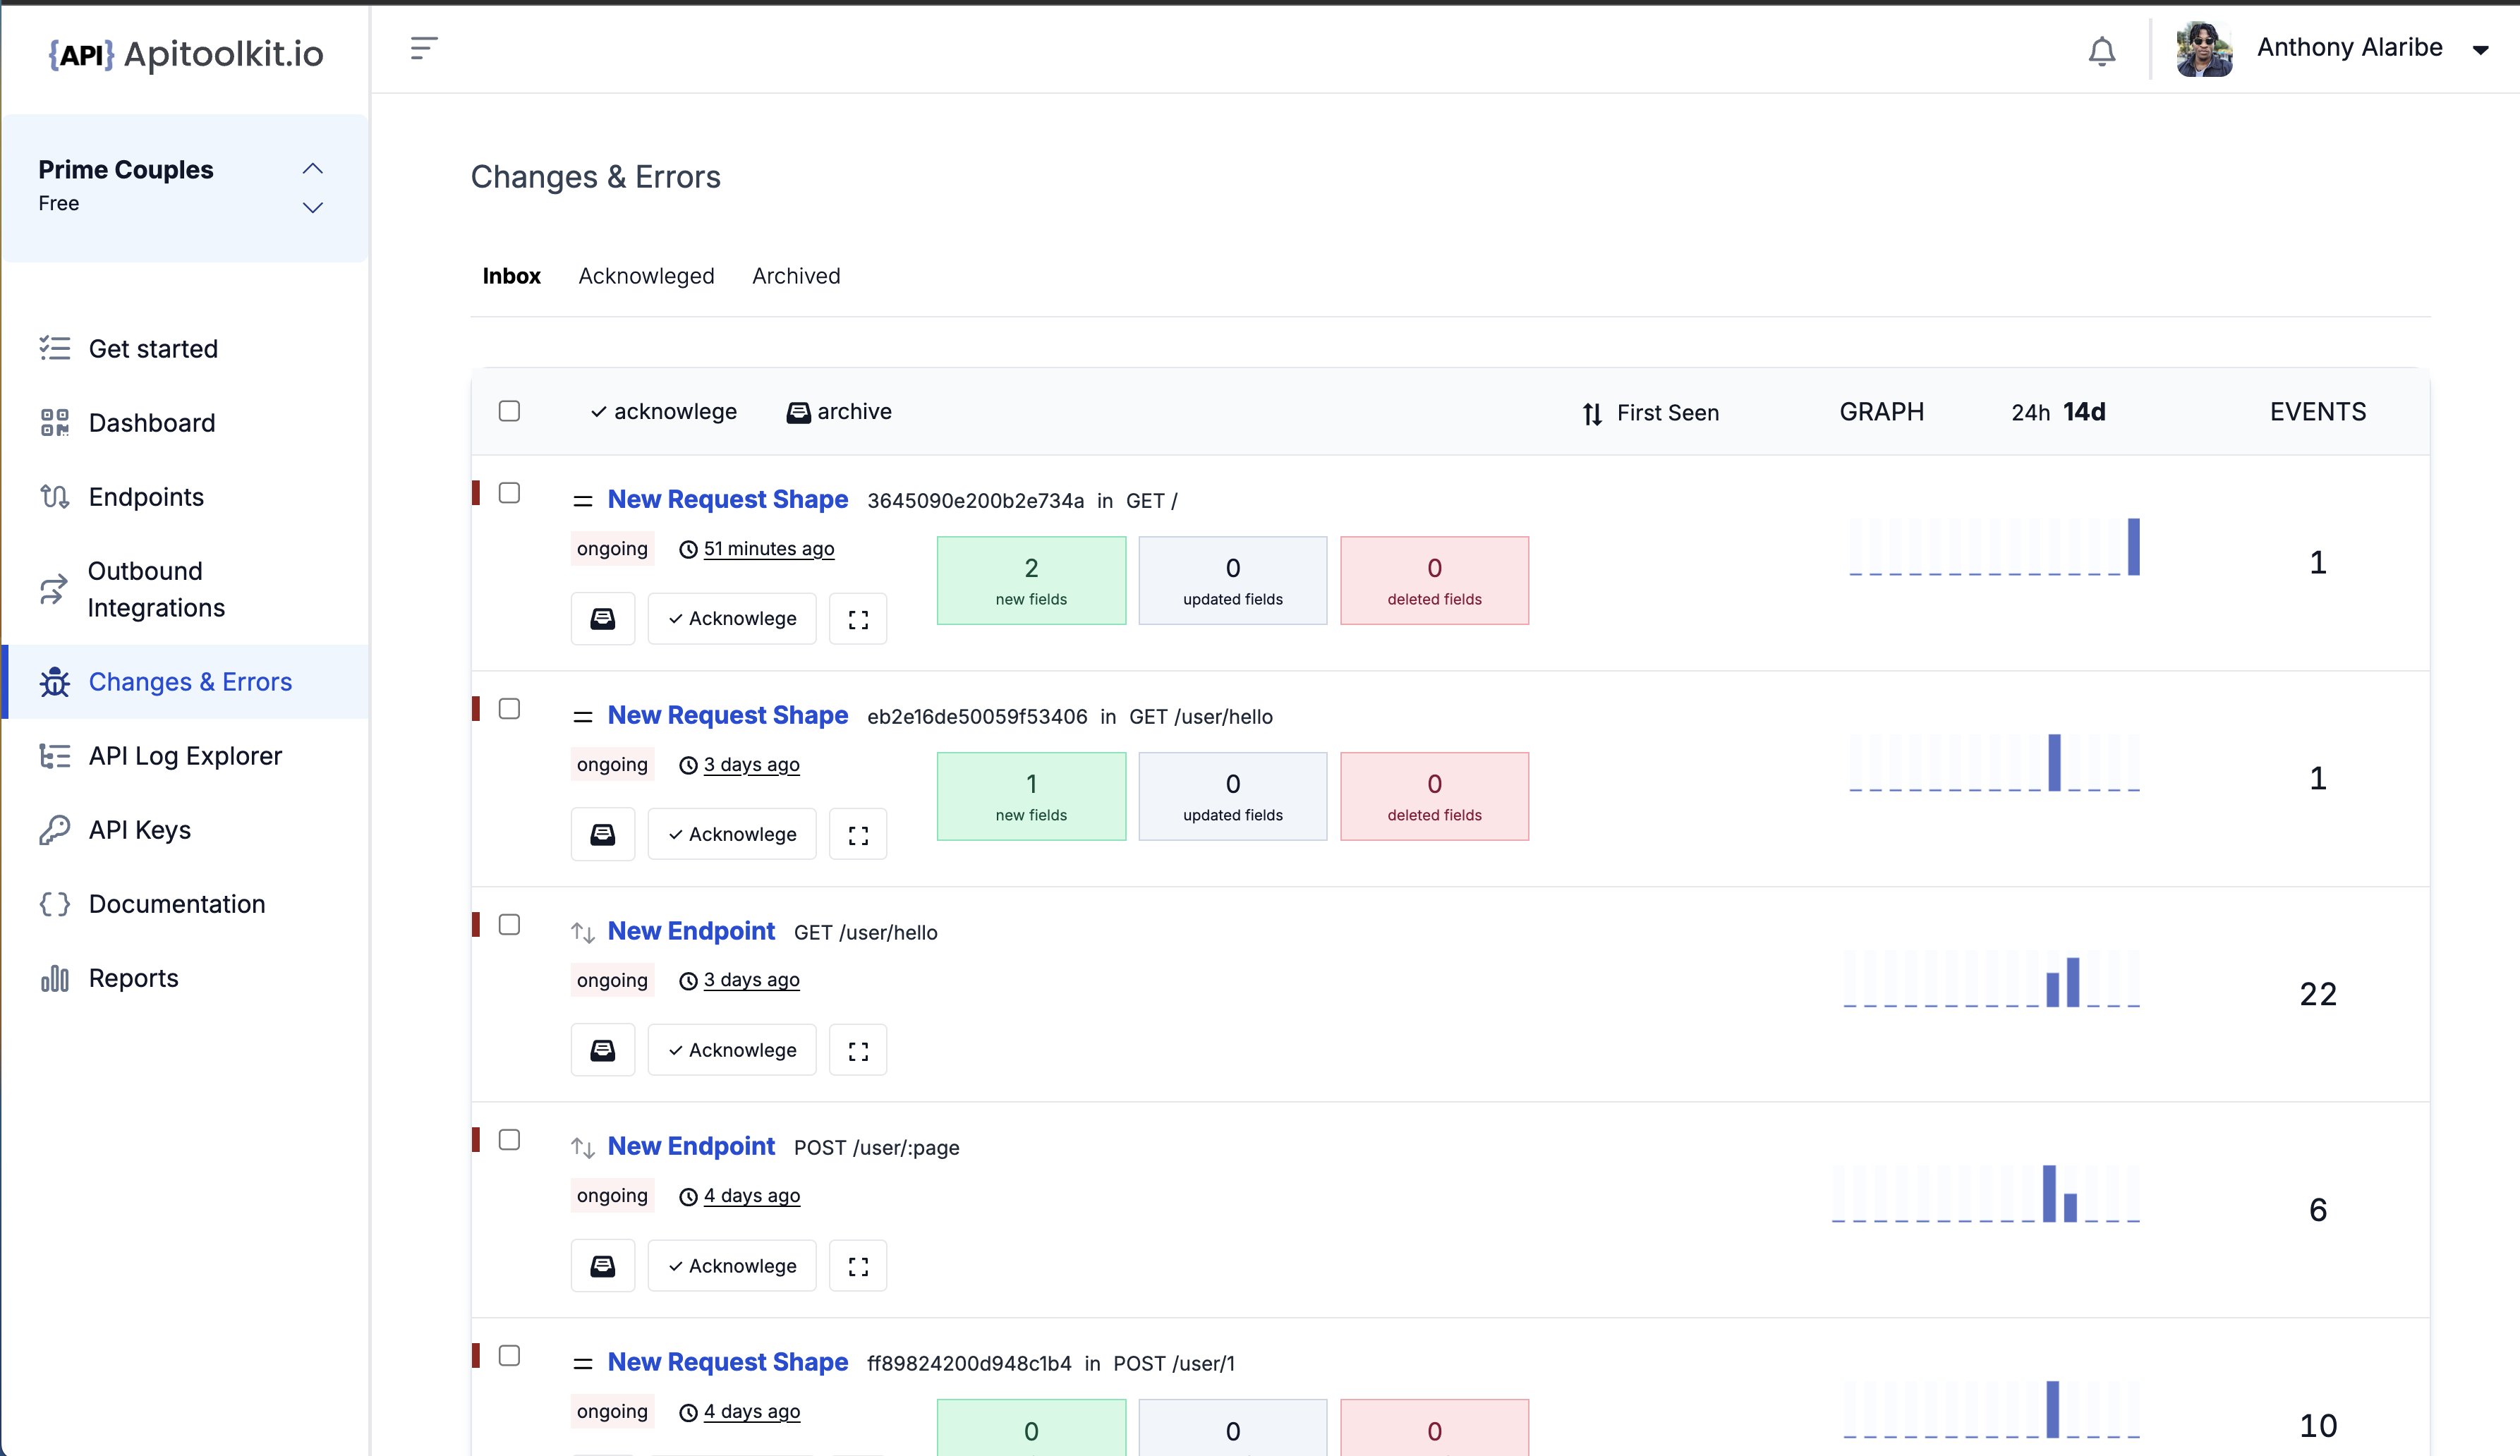 {API} Apitoolkit.io
Anthony Alaribe
Prime Couples
Free
Get started
Dashboard
Endpoints
Outbound
Integrations
Changes & Errors
API Log Explorer
API Keys
Documentation
Reports
Changes & Errors
Inbox Acknowleged Archived
acknowlege archive First Seen GRAPH 24h 14d EVENTS
New Request Shape 3645090e200b2e734a in GET /
ongoing 51 minutes ago
2 0 0
new fields updated fields deleted fields
Acknowlege
1
New Request Shape eb2e16de50059f53406 in GET /user/hello
ongoing 3 days ago
1 0 0
new fields updated fields deleted fields
Acknowlege
1
New Endpoint GET /user/hello
ongoing 3 days ago
Acknowlege
22
New Endpoint POST /user/:page
ongoing 4 days ago
Acknowlege
6
New Request Shape ff89824200d948c1b4 in POST /user/1
ongoing 4 days ago
0 0 0
10